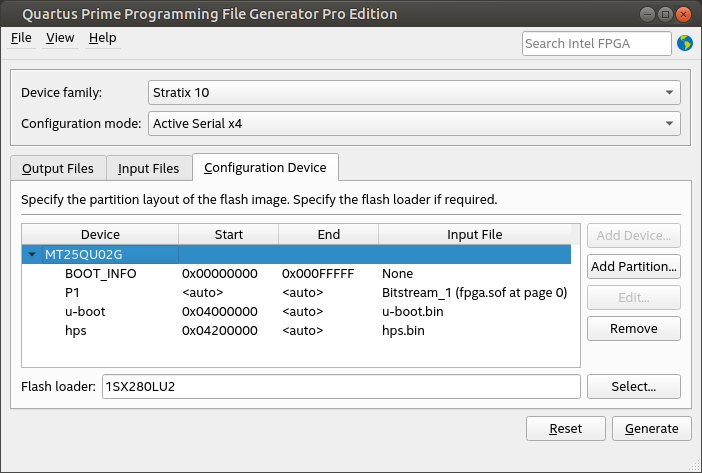 Quartus Prime Programming File Generator Pro Edition
File View Help Search Intel FPGA
Device family: Stratix 10
Configuration mode: Active Serial x4
Output Files Input Files Configuration Device
Specify the partition layout of the flash image. Specify the flash loader if required.
Device Start End Input File
MT25QU02G
BOOT_INFO 0x00000000 0x000FFFFF None
P1 <auto> <auto> Bitstream_1 (fpga.sof at page 0)
u-boot 0x04000000 <auto> u-boot.bin
hps 0x04200000 <auto> hps.bin
Add Device...
Add Partition...
Edit...
Remove
Flash loader: 1SX280LU2 Select...
Reset Generate